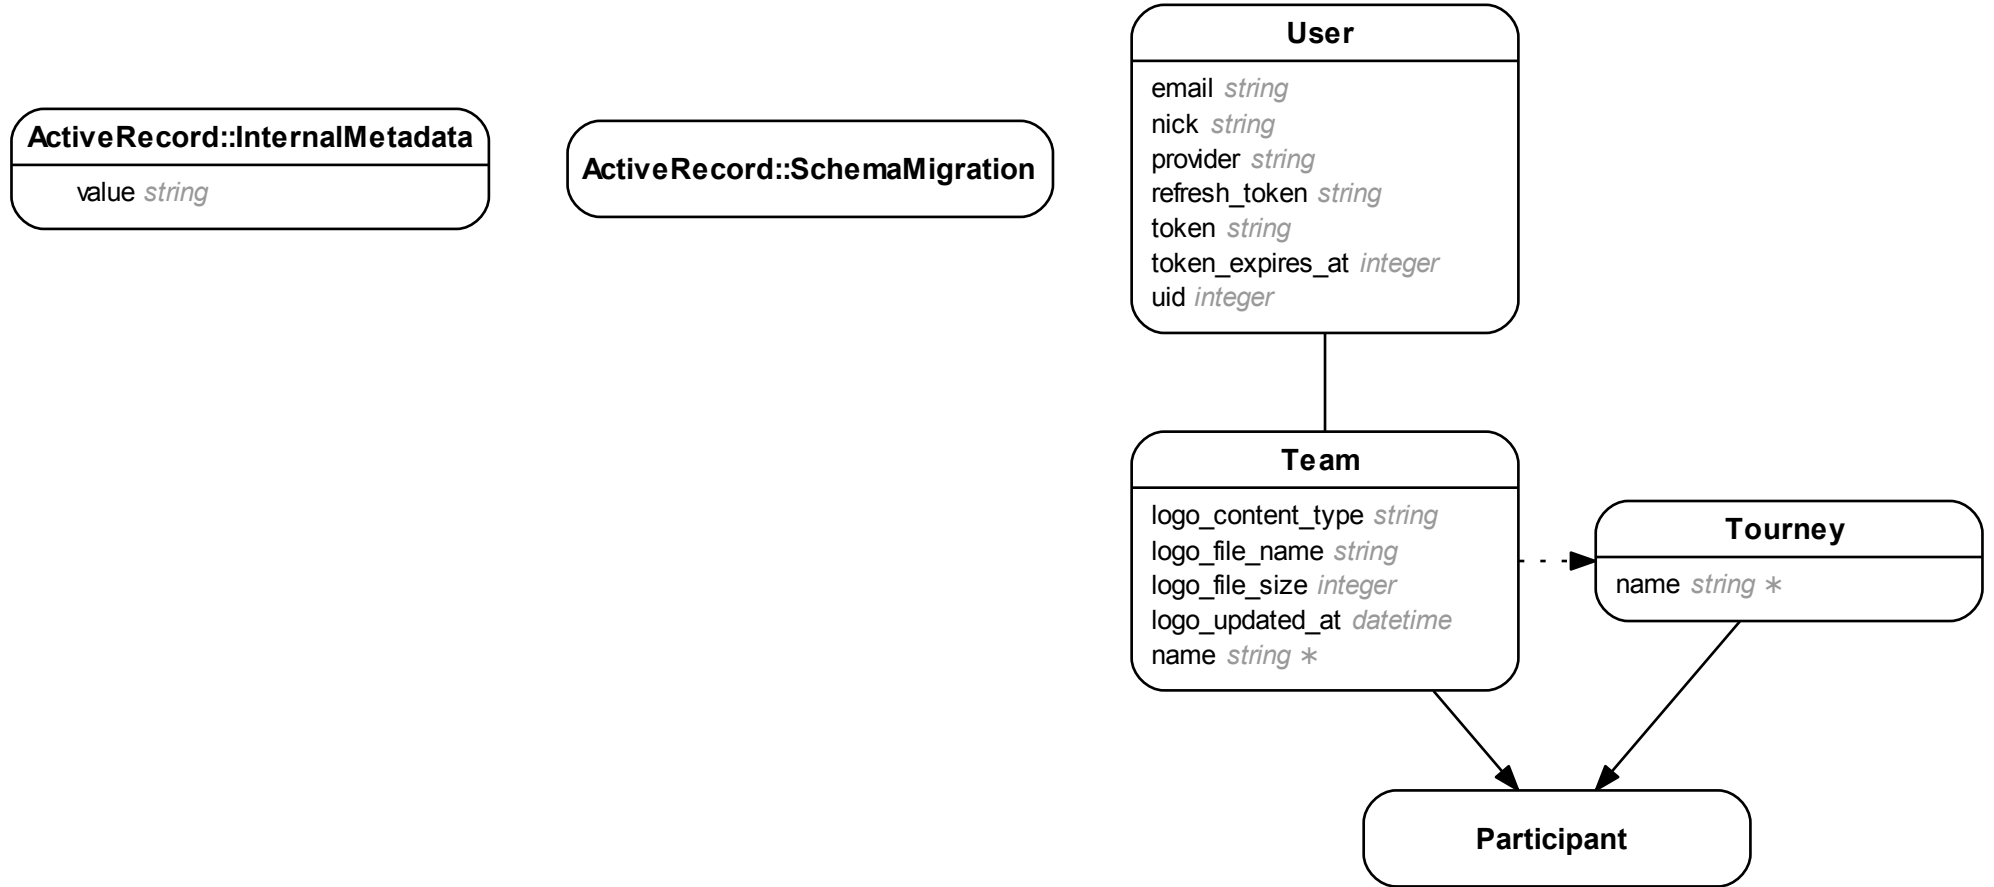 ActiveRecord::InternalMetadata
value string
ActiveRecord::SchemaMigration
User
email string
nick string
provider string
refresh_token string
token string
token_expires_at integer
uid integer
Team
logo_content_type string
logo_file_name string
logo_file_size integer
logo_updated_at datetime
name string ∗
Tourney
name string ∗
Participant